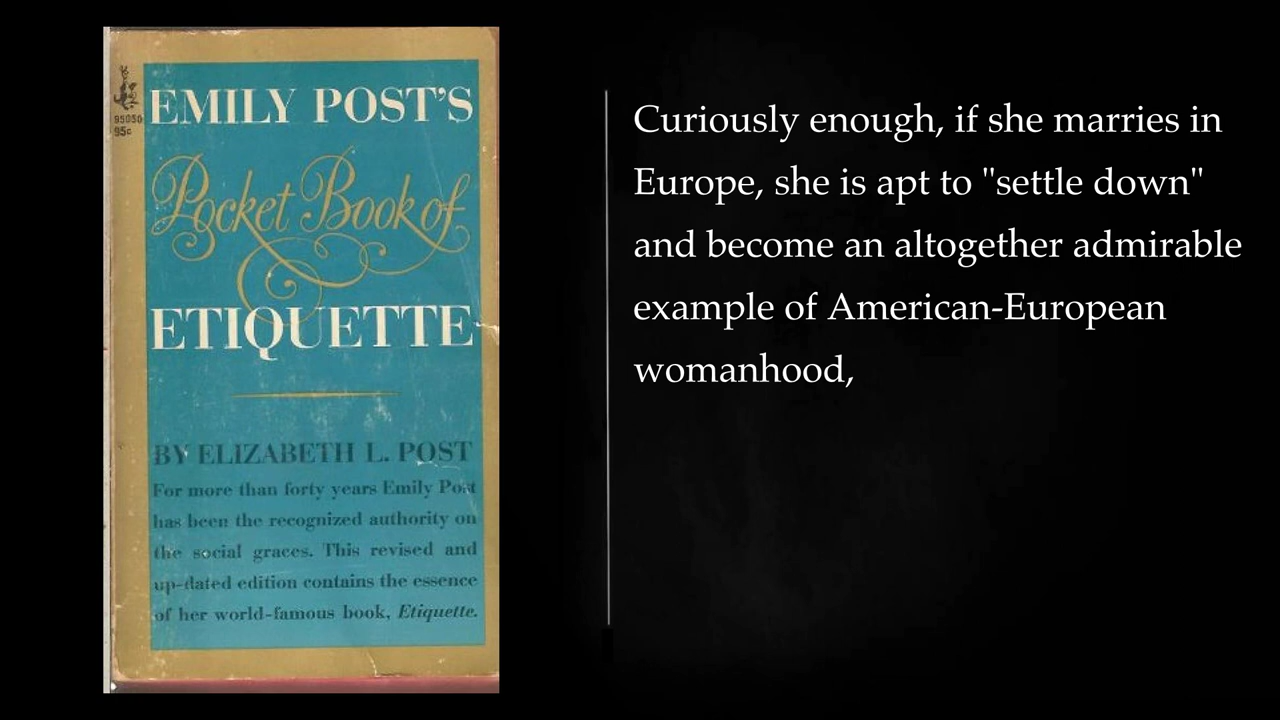 95050
95c
EMILY POST'S
Pocket Book of
ETIQUETTE
BY ELIZABETH L. POST
For more than forty years Emily Post
has been the recognized authority on
the social graces. This revised and
up-dated edition contains the essence
of her world-famous book, Etiquette.
Curiously enough, if she marries in
Europe, she is apt to "settle down"
and become an altogether admirable
example of American-European
womanhood,